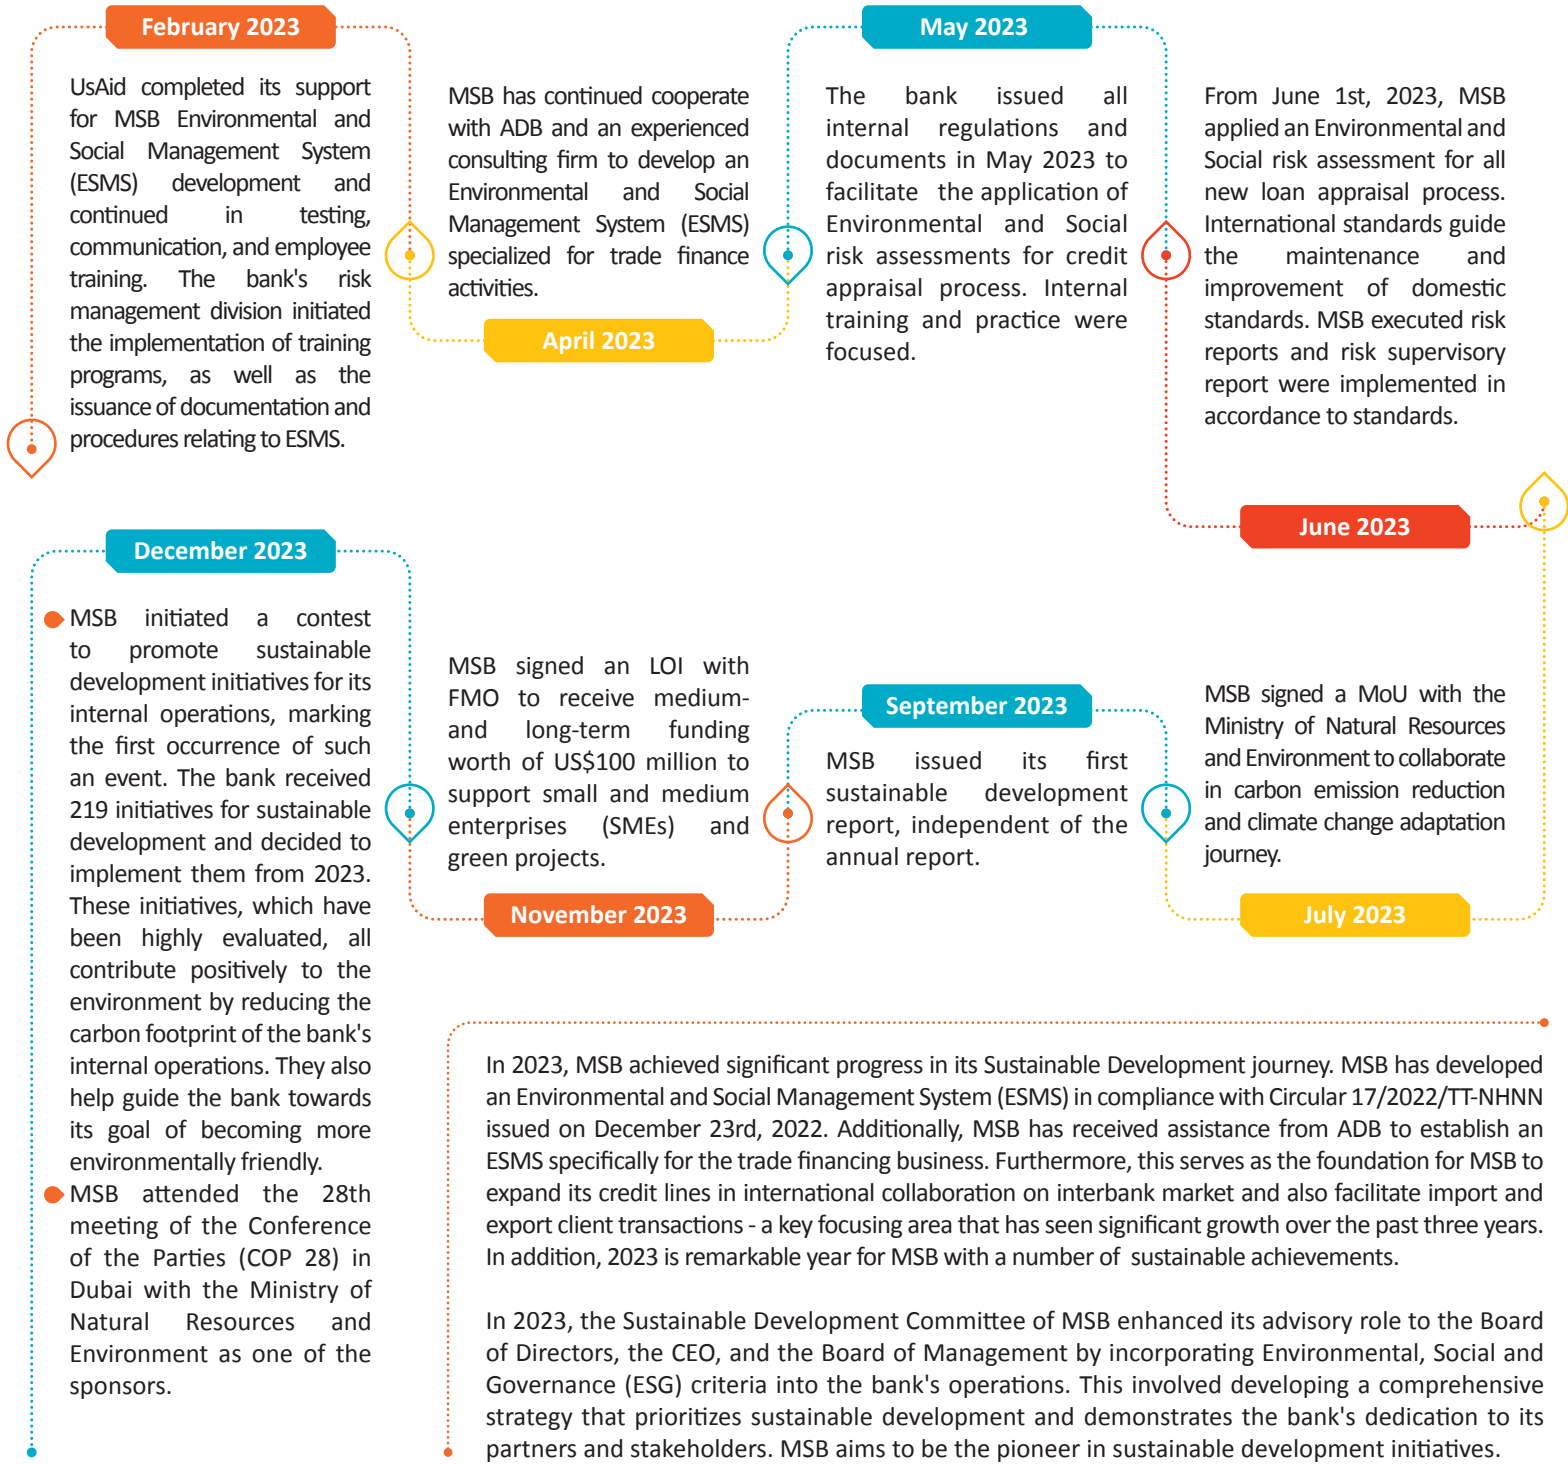 February 2023
UsAid completed its support
for MSB Environmental and
Social Management System
(ESMS) development and
continued in testing,
communication, and employee
training. The bank's risk
management division initiated
the implementation of training
programs, as well as the
issuance of documentation and
procedures relating to ESMS.
MSB has continued cooperate
with ADB and an experienced
consulting firm to develop an
Environmental and Social
Management System (ESMS)
specialized for trade finance
activities.
April 2023
May 2023
The bank issued all
internal regulations and
documents in May 2023 to
facilitate the application of
Environmental and Social
risk assessments for credit
appraisal process. Internal
training and practice were
focused.
From June 1st, 2023, MSB
applied an Environmental and
Social risk assessment for all
new loan appraisal process.
International standards guide
the maintenance and
improvement of domestic
standards. MSB executed risk
reports and risk supervisory
report were implemented in
accordance to standards.
June 2023
MSB signed a MoU with the
Ministry of Natural Resources
and Environment to collaborate
in carbon emission reduction
and climate change adaptation
journey.
July 2023
September 2023
MSB issued its first
sustainable development
report, independent of the
annual report.
MSB signed an LOI with
FMO to receive medium-
and long-term funding
worth of US$100 million to
support small and medium
enterprises (SMEs) and
green projects.
November 2023
December 2023
MSB initiated a contest
to promote sustainable
development initiatives for its
internal operations, marking
the first occurrence of such
an event. The bank received
219 initiatives for sustainable
development and decided to
implement them from 2023.
These initiatives, which have
been highly evaluated, all
contribute positively to the
environment by reducing the
carbon footprint of the bank's
internal operations. They also
help guide the bank towards
its goal of becoming more
environmentally friendly.
MSB attended the 28th
meeting of the Conference
of the Parties (COP 28) in
Dubai with the Ministry of
Natural Resources and
Environment as one of the
sponsors.
In 2023, MSB achieved significant progress in its Sustainable Development journey. MSB has developed
an Environmental and Social Management System (ESMS) in compliance with Circular 17/2022/TT-NHNN
issued on December 23rd, 2022. Additionally, MSB has received assistance from ADB to establish an
ESMS specifically for the trade financing business. Furthermore, this serves as the foundation for MSB to
expand its credit lines in international collaboration on interbank market and also facilitate import and
export client transactions - a key focusing area that has seen significant growth over the past three years.
In addition, 2023 is remarkable year for MSB with a number of sustainable achievements.
In 2023, the Sustainable Development Committee of MSB enhanced its advisory role to the Board
of Directors, the CEO, and the Board of Management by incorporating Environmental, Social and
Governance (ESG) criteria into the bank's operations. This involved developing a comprehensive
strategy that prioritizes sustainable development and demonstrates the bank's dedication to its
partners and stakeholders. MSB aims to be the pioneer in sustainable development initiatives.